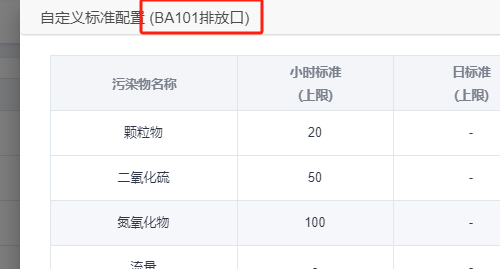 自定义标准配置 (BA101排放口)
污染物名称 小时标准 (上限) 日标准 (上限)
颗粒物 20 -
二氧化硫 50 -
氮氧化物 100 -
流量 - -